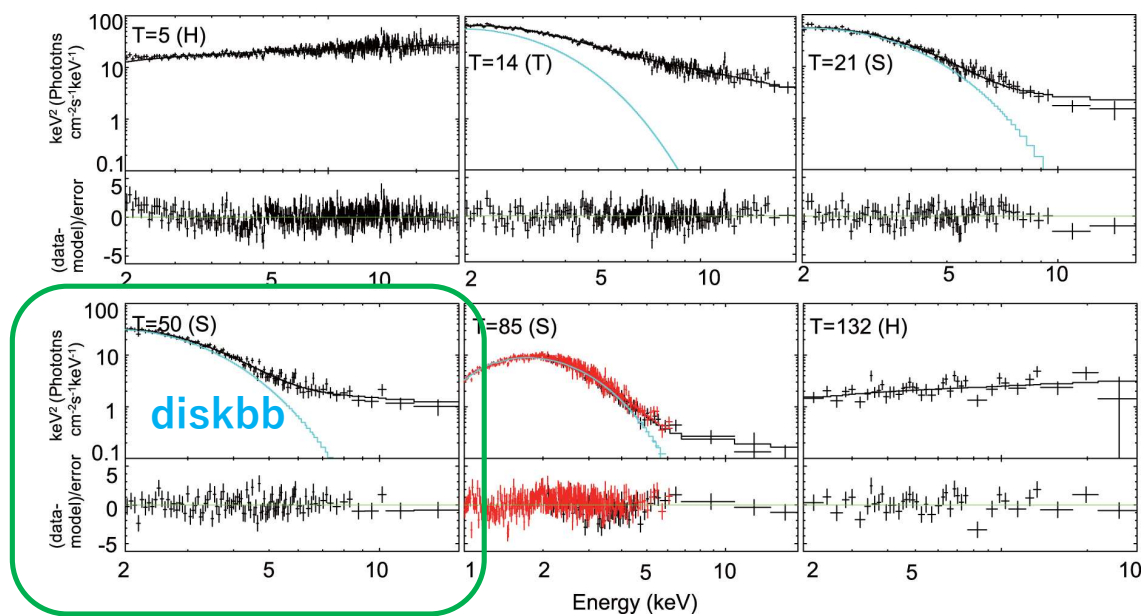 T=5 (H)
T=14 (T)
T=21 (S)
keV² (Phototns
cm⁻²s⁻¹keV⁻¹)
100
10
1
0.1
(data-
model)/error
5
0
-5
2 5 10
2 5 10
2 5 10
T=50 (S)
T=85 (S)
T=132 (H)
diskbb
keV² (Phototns
cm⁻²s⁻¹keV⁻¹)
100
10
1
0.1
(data-
model)/error
5
0
-5
2 5 10
1 2 5 10
2 5 10
Energy (keV)